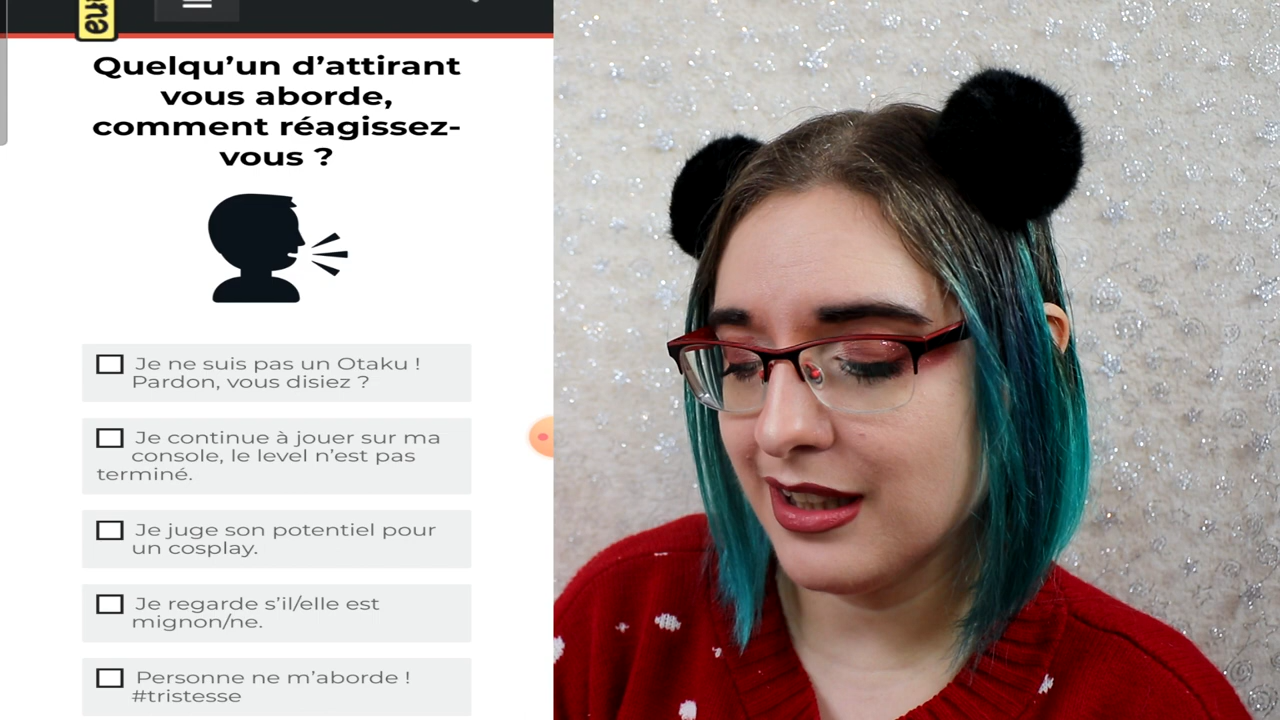 Quelqu’un d’attirant
vous aborde,
comment réagissez-
vous ?
Je ne suis pas un Otaku !
Pardon, vous disiez ?
Je continue à jouer sur ma
console, le level n’est pas
terminé.
Je juge son potentiel pour
un cosplay.
Je regarde s’il/elle est
mignon/ne.
Personne ne m’aborde !
#tristesse